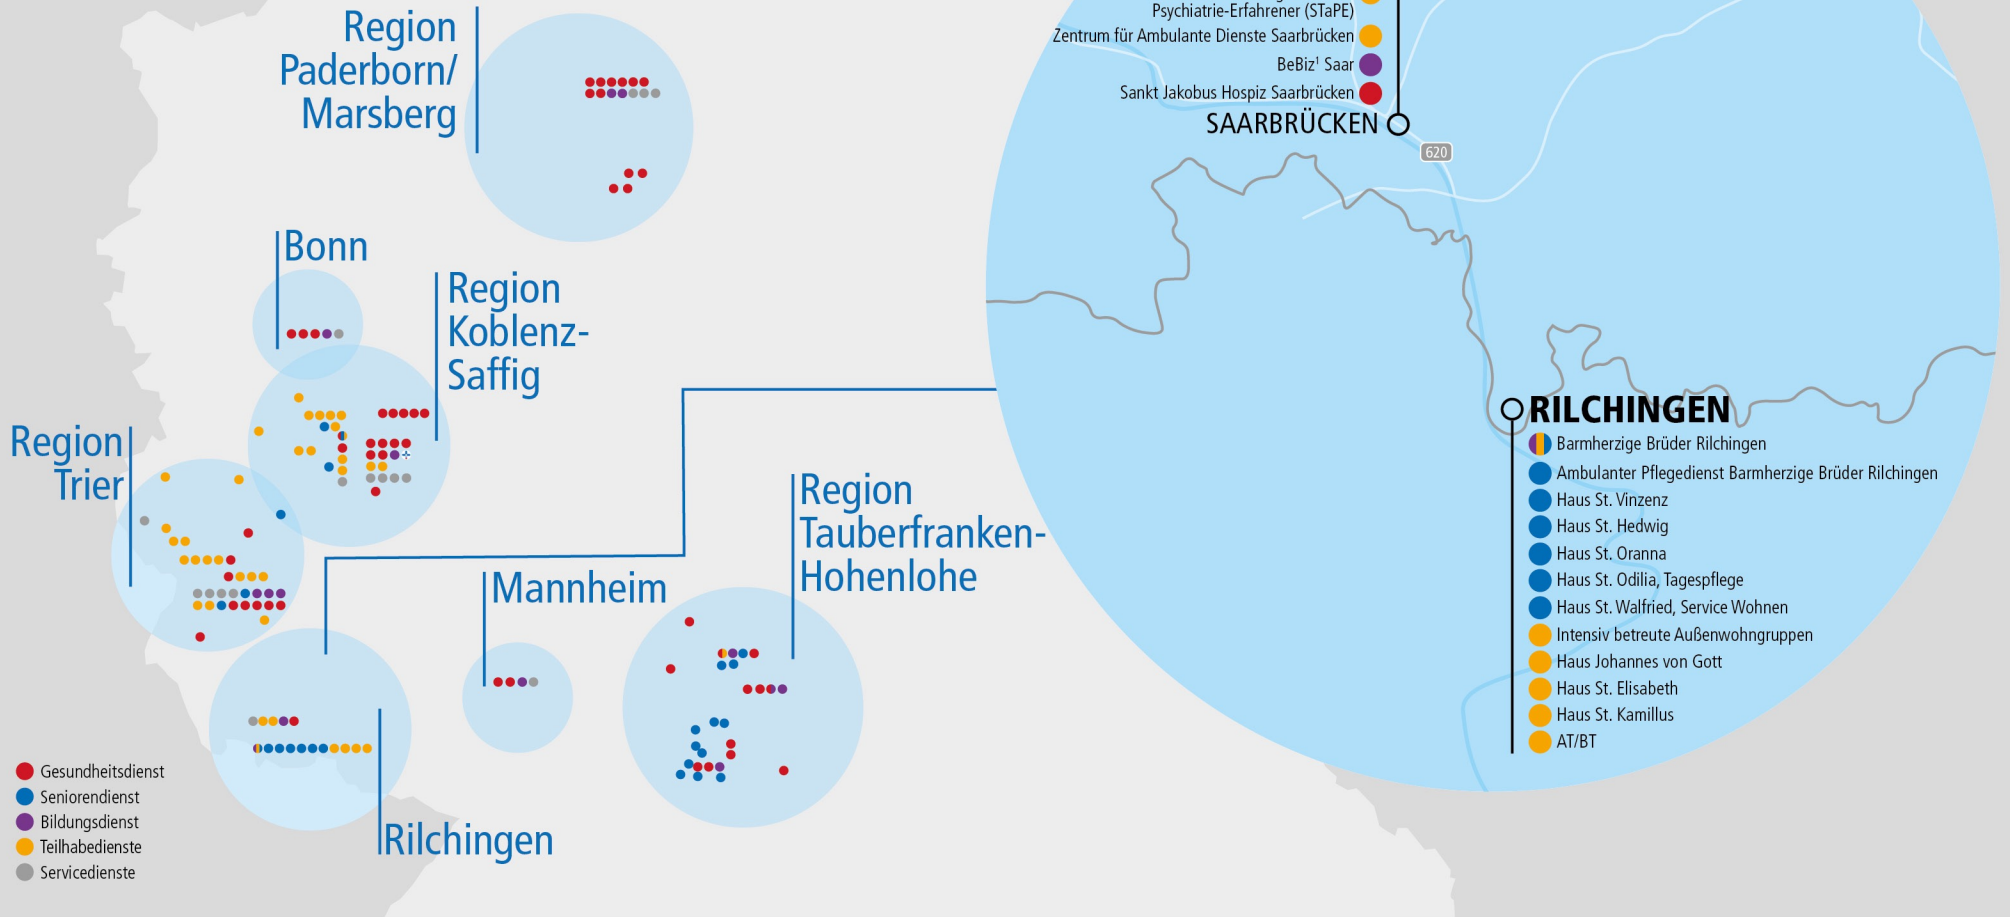 Region
Paderborn/
Marsberg
Bonn
Region
Koblenz-
Saffig
Region
Trier
Mannheim
Region
Tauberfranken-
Hohenlohe
Rilchingen
Gesundheitsdienst
Seniorendienst
Bildungsdienst
Teilhabedienste
Servicedienste
Psychiatrie-Erfahrener (STaPE)
Zentrum für Ambulante Dienste Saarbrücken
BeBiz¹ Saar
Sankt Jakobus Hospiz Saarbrücken
SAARBRÜCKEN
620
RILCHINGEN
Barmherzige Brüder Rilchingen
Ambulanter Pflegedienst Barmherzige Brüder Rilchingen
Haus St. Vinzenz
Haus St. Hedwig
Haus St. Oranna
Haus St. Odilia, Tagespflege
Haus St. Walfried, Service Wohnen
Intensiv betreute Außenwohngruppen
Haus Johannes von Gott
Haus St. Elisabeth
Haus St. Kamillus
AT/BT